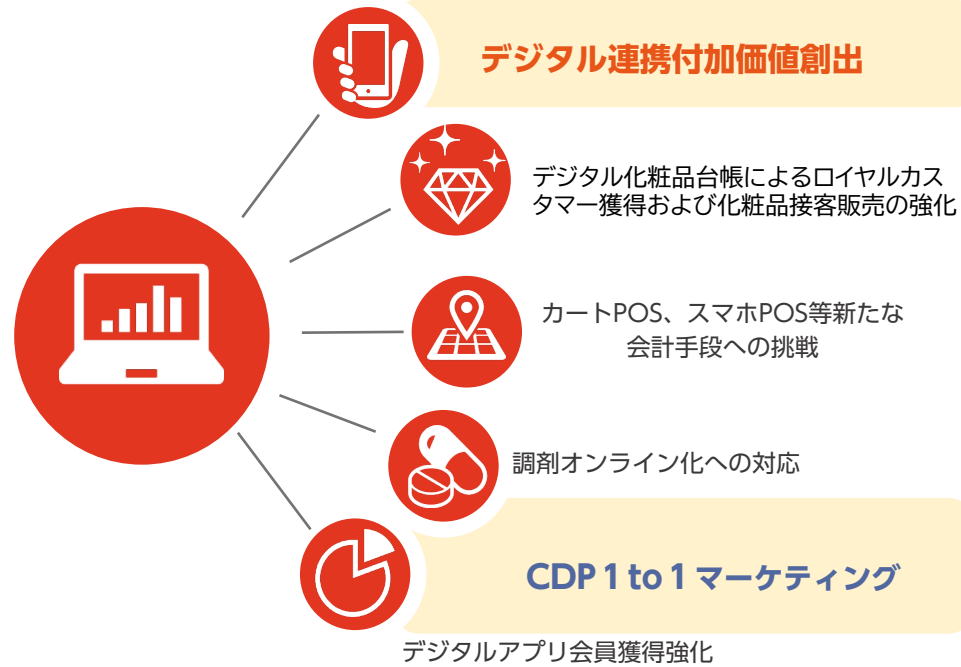 デジタル連携付加価値創出
デジタル化粧品台帳によるロイヤルカス
タマー獲得および化粧品接客販売の強化
カートPOS、スマホPOS等新たな
会計手段への挑戦
調剤オンライン化への対応
CDP 1 to 1 マーケティング
デジタルアプリ会員獲得強化